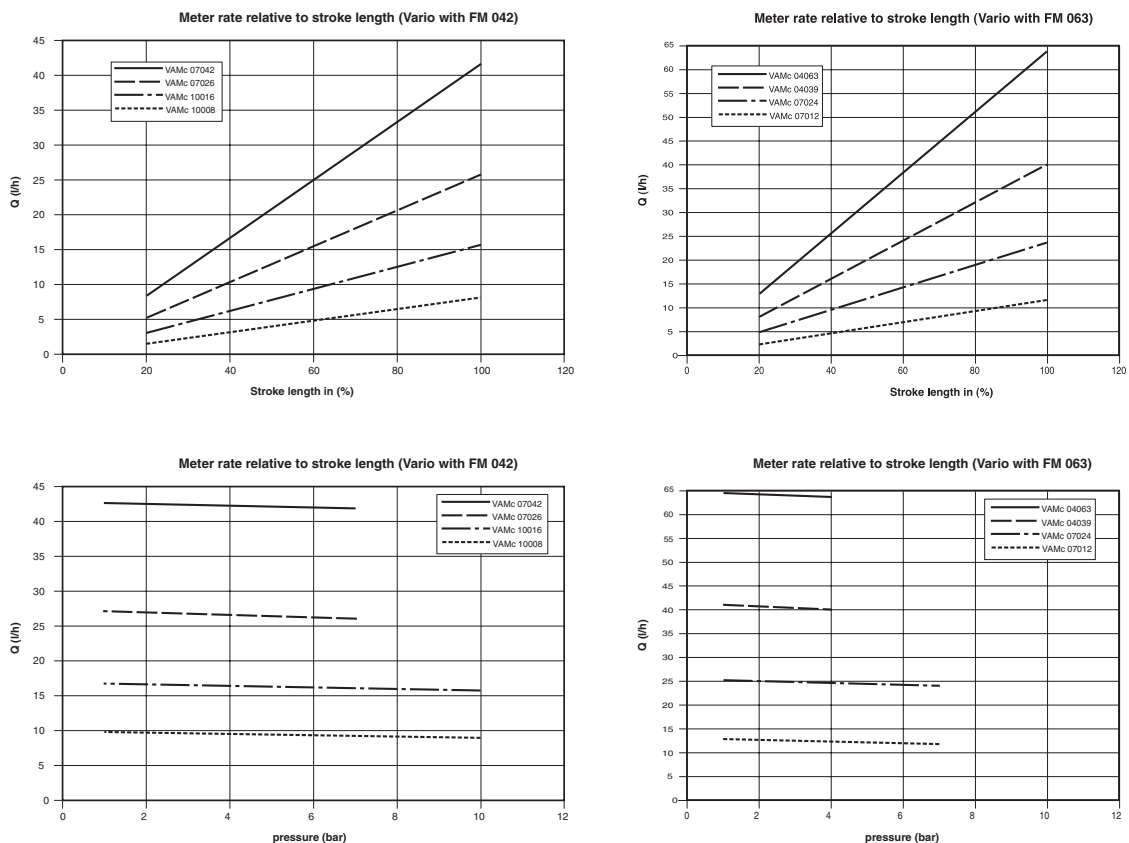 Meter rate relative to stroke length (Vario with FM 042)
45
40
35
30
25
20
15
10
5
0
Q (l/h)
VAMc 07042
VAMc 07026
VAMc 10016
VAMc 10008
0 20 40 60 80 100 120
Stroke length in (%)
Meter rate relative to stroke length (Vario with FM 063)
65
60
55
50
45
40
35
30
25
20
15
10
5
0
Q (l/h)
VAMc 04063
VAMc 04039
VAMc 07024
VAMc 07012
0 20 40 60 80 100 120
Stroke length in (%)
Meter rate relative to stroke length (Vario with FM 042)
45
40
35
30
25
20
15
10
5
0
Q (l/h)
VAMc 07042
VAMc 07026
VAMc 10016
VAMc 10008
0 2 4 6 8 10 12
pressure (bar)
Meter rate relative to stroke length (Vario with FM 063)
65
60
55
50
45
40
35
30
25
20
15
10
5
0
Q (l/h)
VAMc 04063
VAMc 04039
VAMc 07024
VAMc 07012
0 2 4 6 8 10 12
pressure (bar)